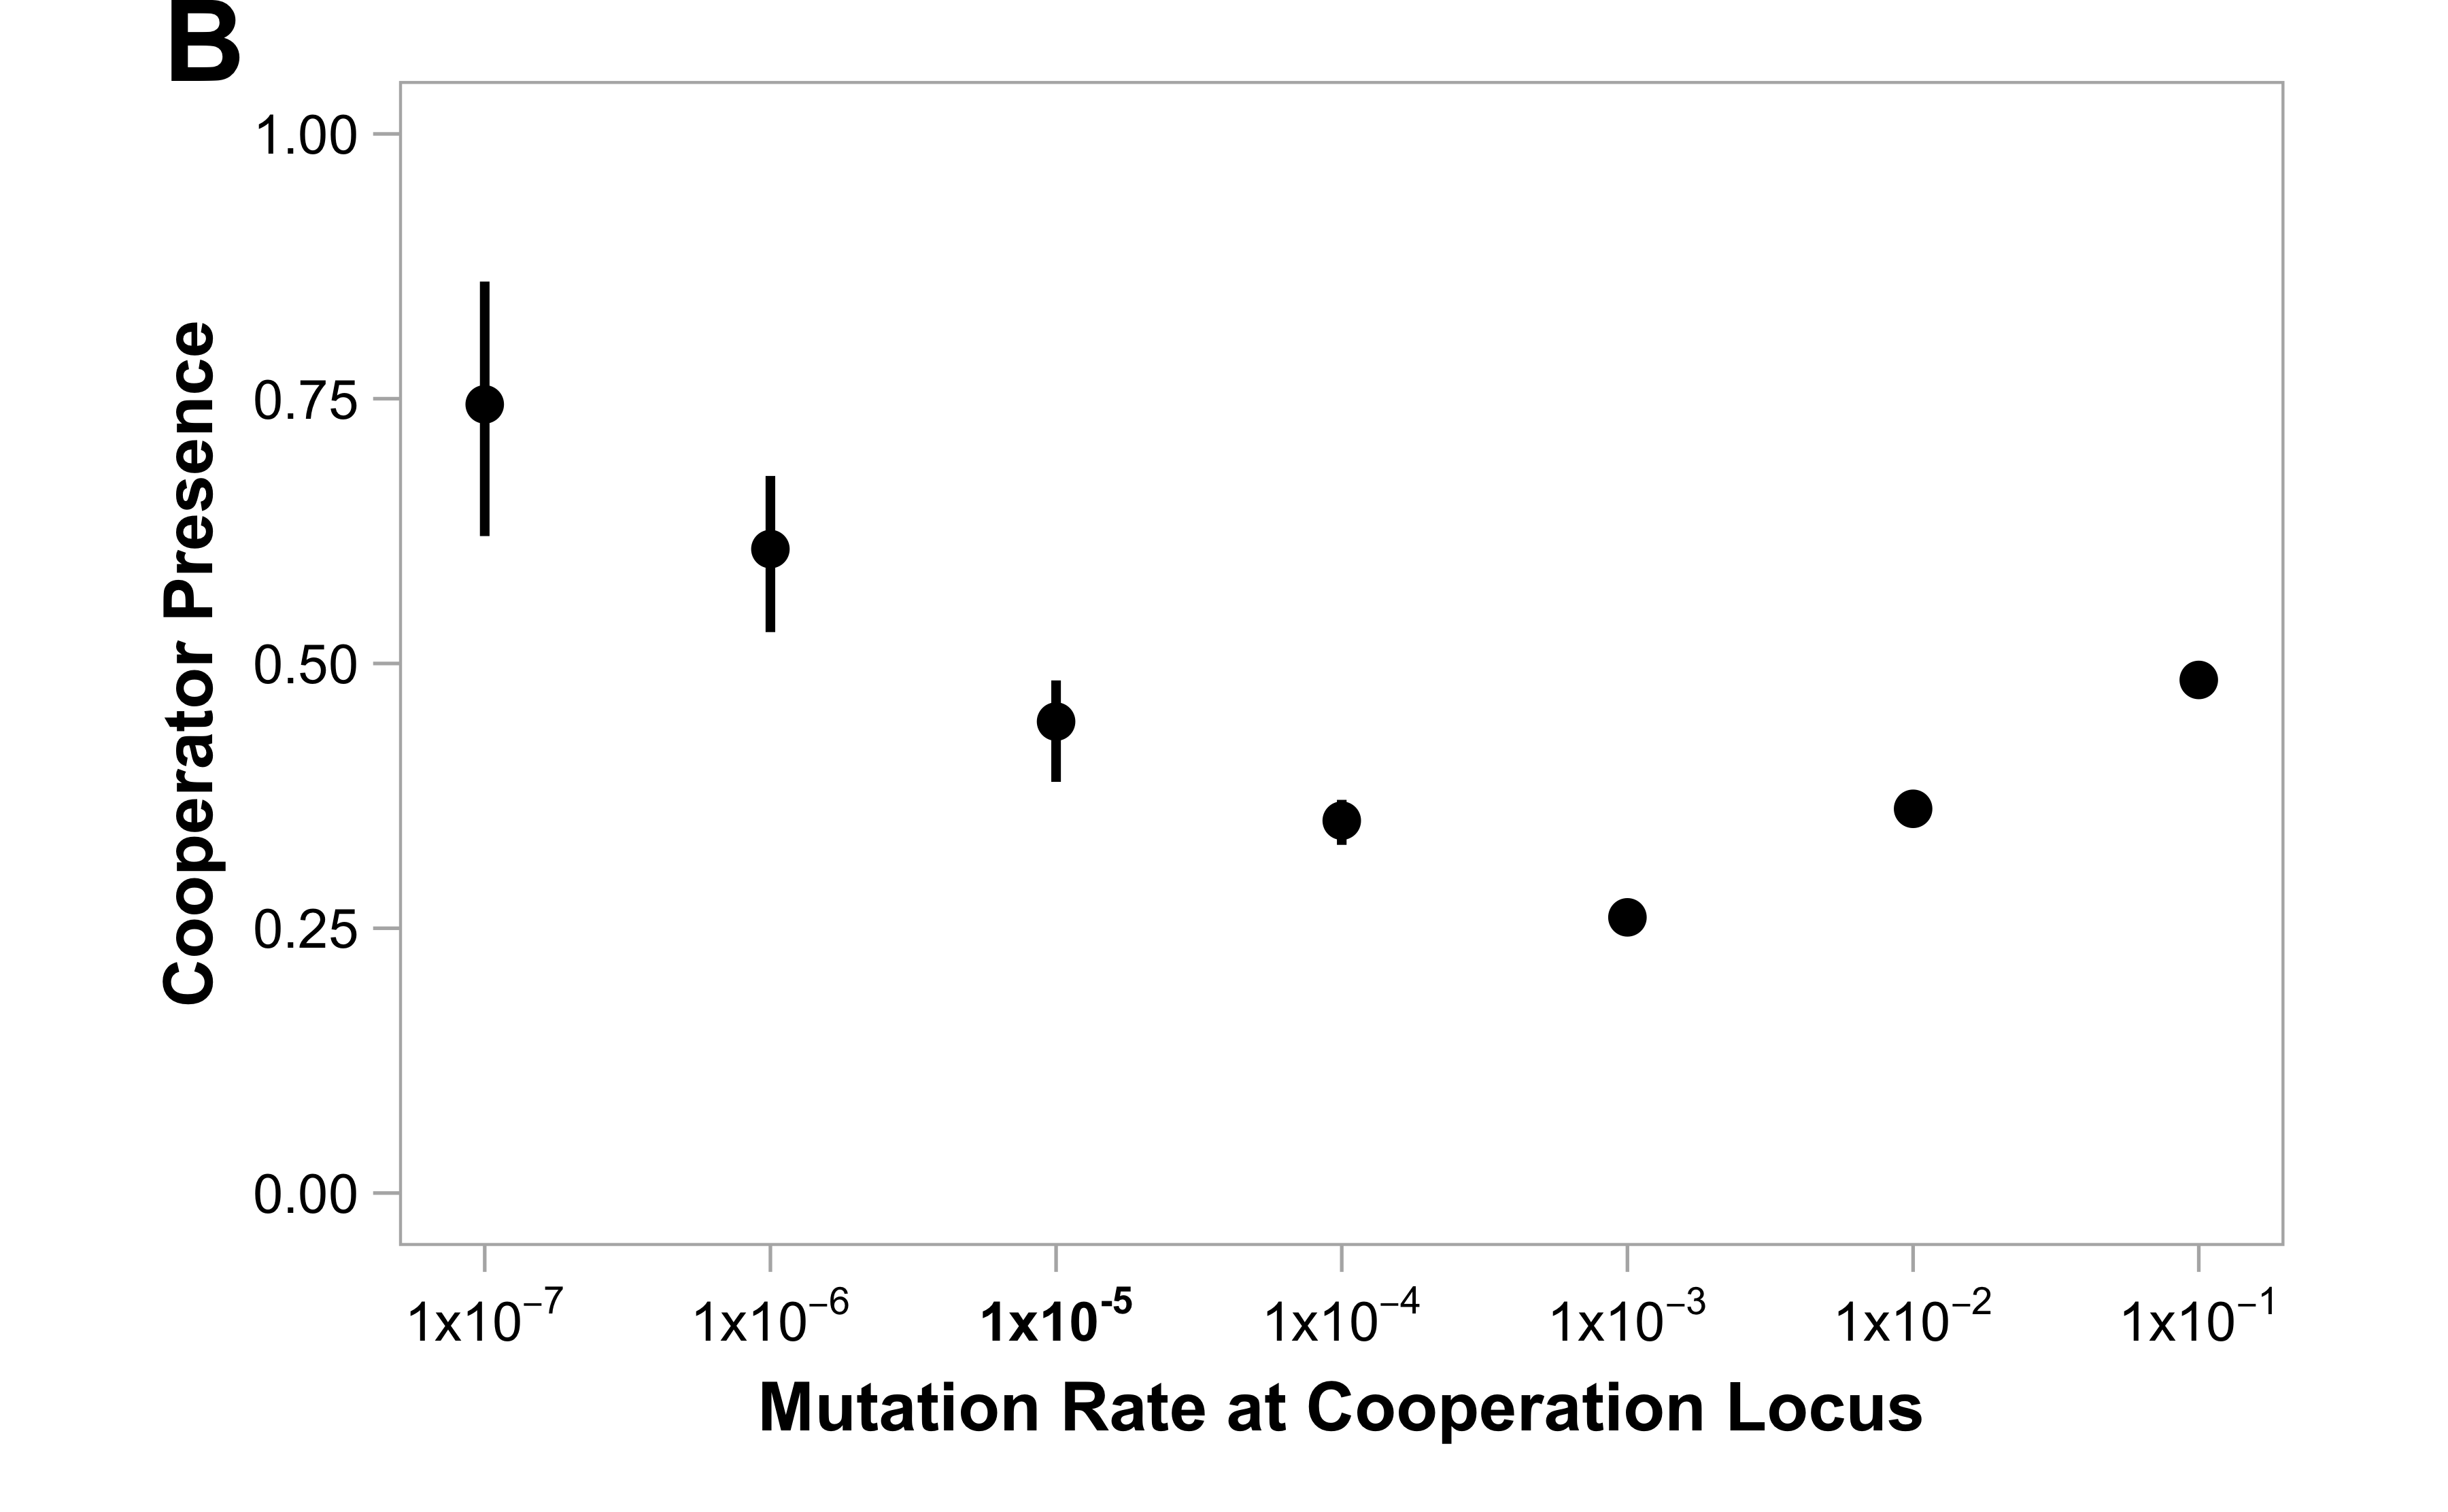 B
1.00
0.75
0.50
0.25
0.00
Cooperator Presence
1x10⁻⁷ 1x10⁻⁶ 1x10⁻⁵ 1x10⁻⁴ 1x10⁻³ 1x10⁻² 1x10⁻¹
Mutation Rate at Cooperation Locus